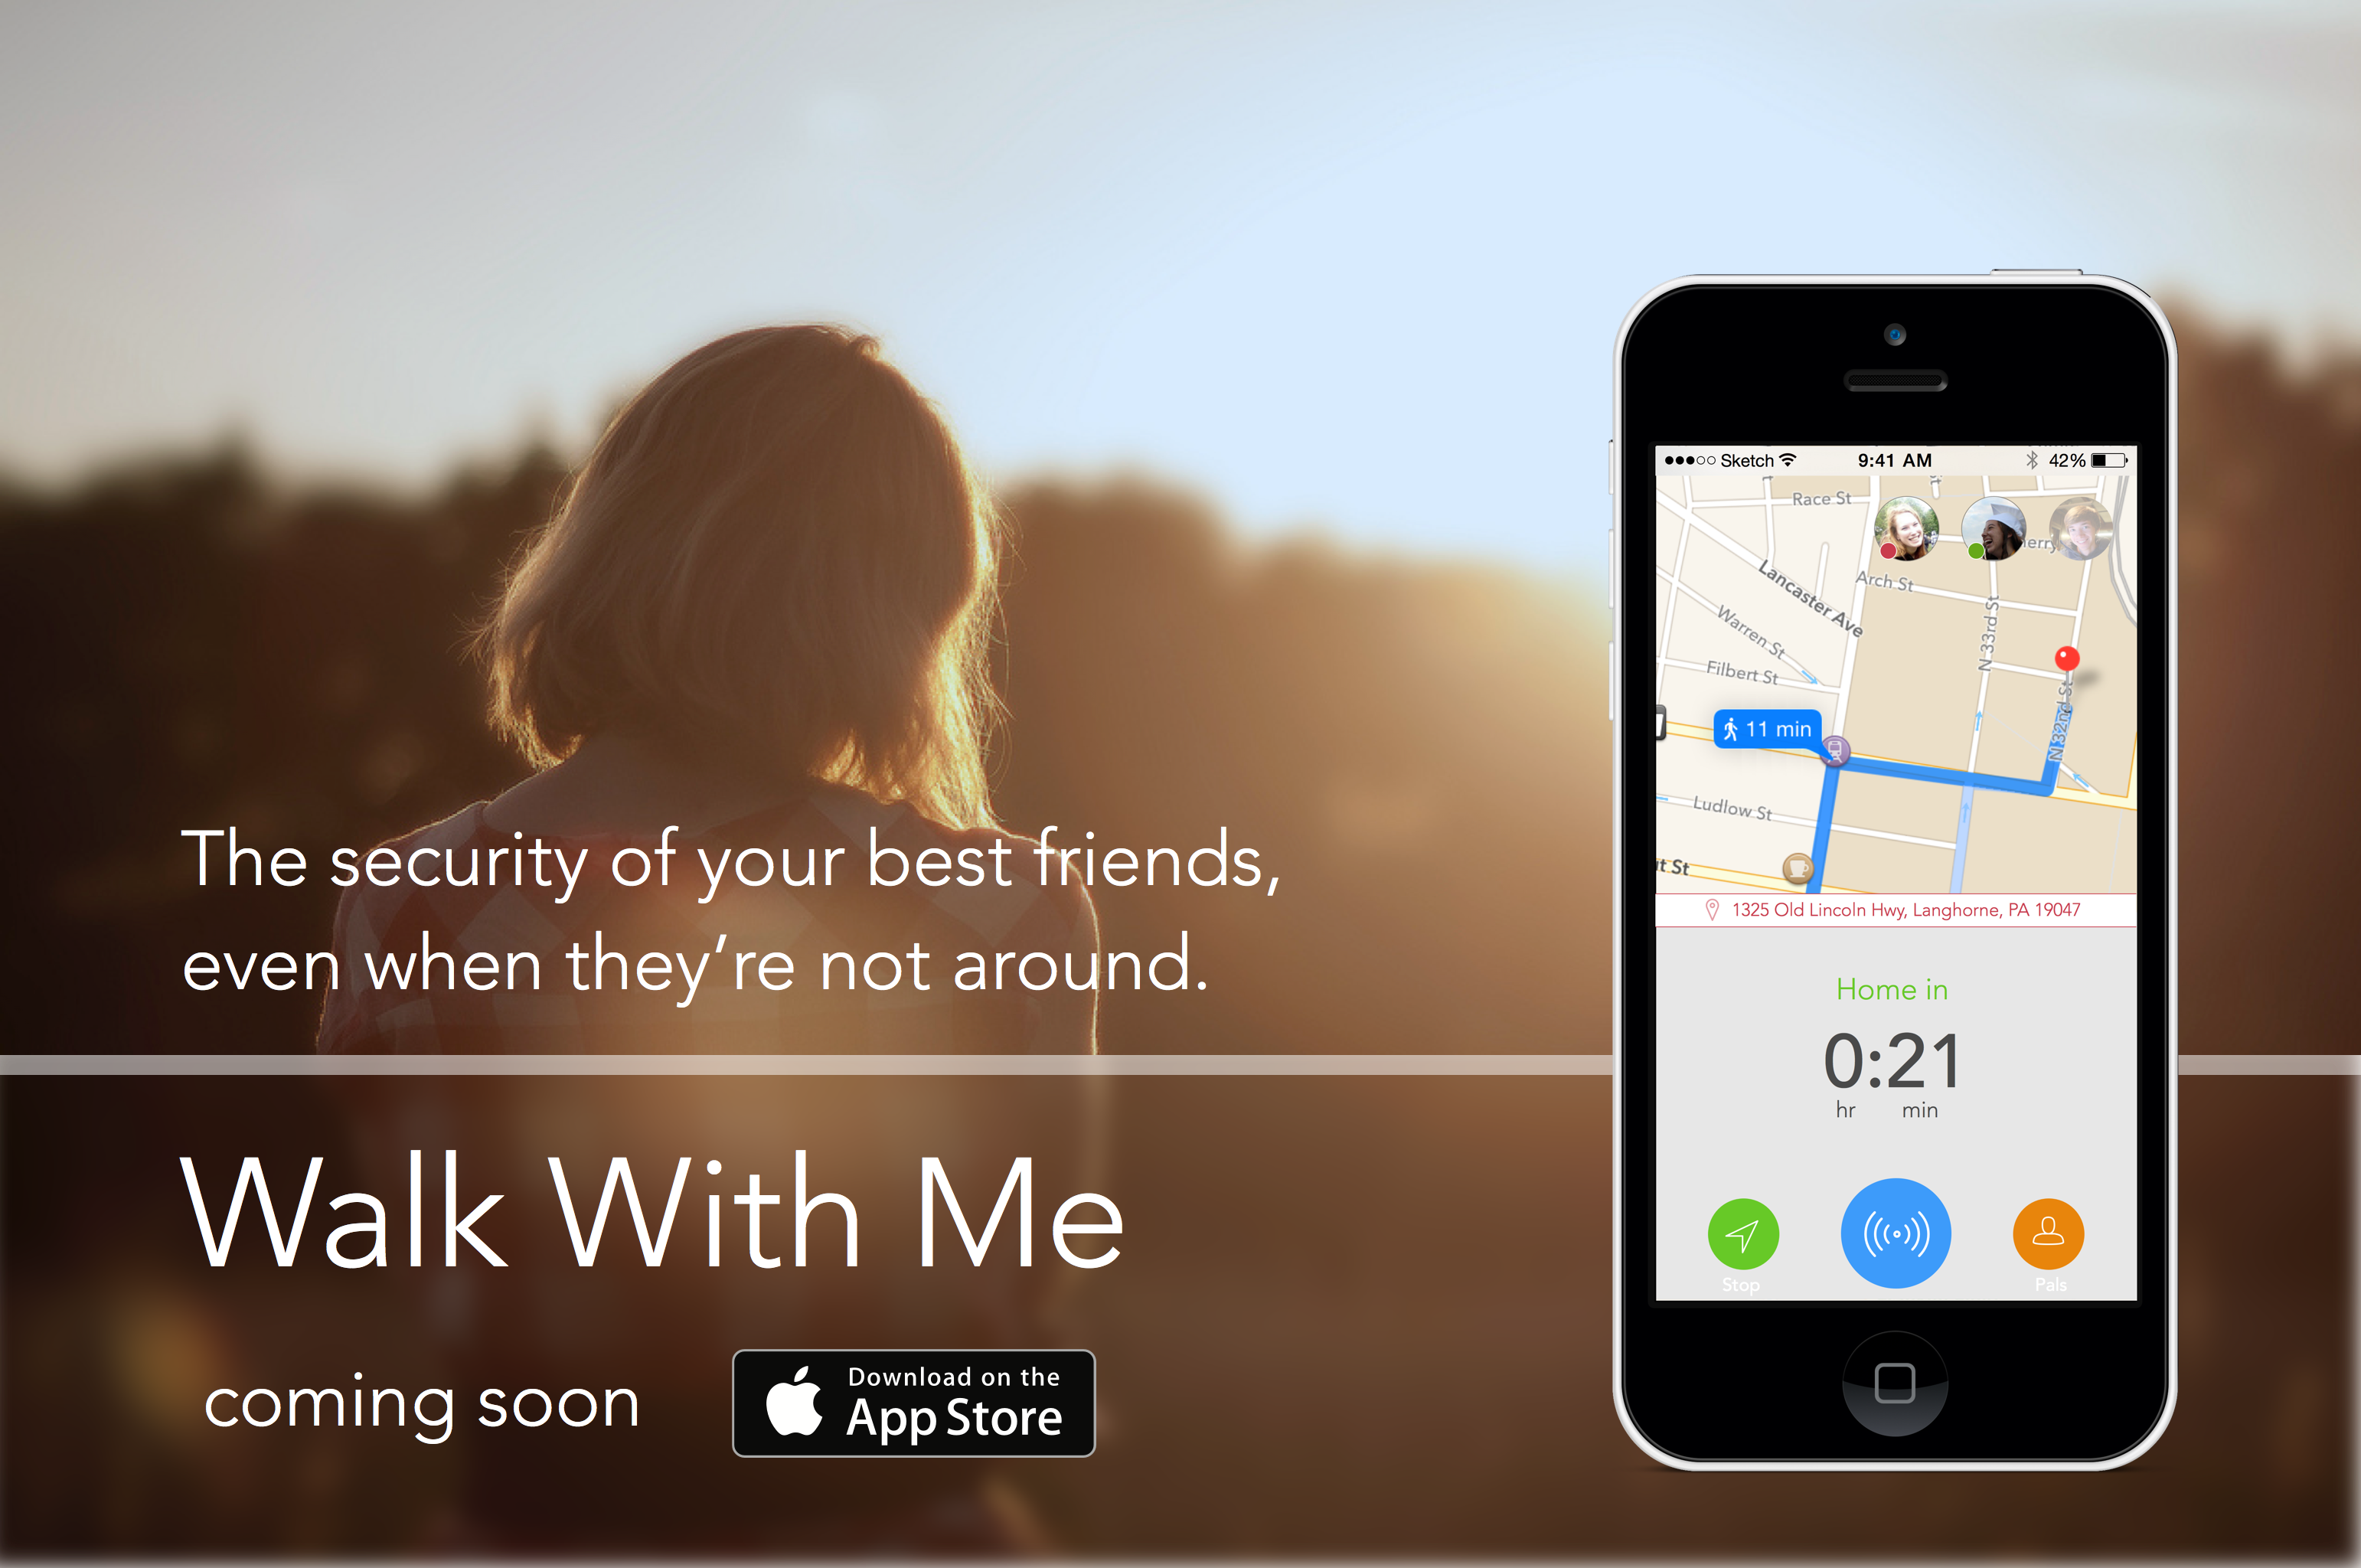 The security of your best friends,
even when they’re not around.
Walk With Me
coming soon
Download on the
App Store
Sketch
9:41 AM
42%
Race St
Arch St
Lancaster Ave
Warren St
Filbert St
N 33rd St
N 32nd St
11 min
Ludlow St
t St
1325 Old Lincoln Hwy, Langhorne, PA 19047
Home in
0:21
hr min
Stop
Pals